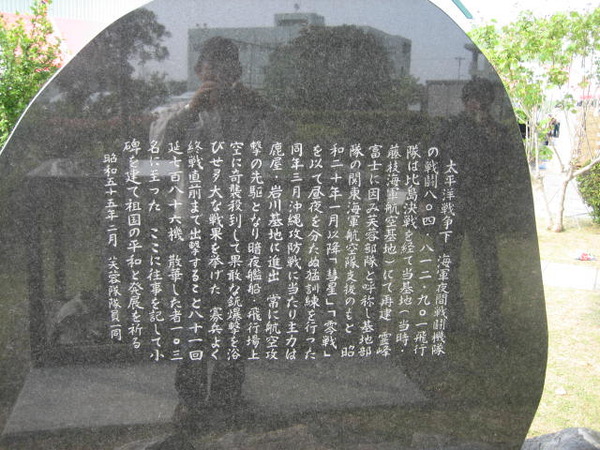 太平洋戦争下 海軍夜間戦闘機隊
の戦闘八〇四・八一二・九〇一飛行
隊は比島決戦を経て当基地(当時・
藤枝海軍航空基地)にて再建 霊峰
富士に因み芙蓉部隊と呼称し基地部
隊の関東海軍航空隊支援のもと 昭
和二十年一月以降「彗星」「零戦」
を以て昼夜を分たぬ猛訓練を行った
同年三月沖縄攻防戦に当たり主力は
鹿屋・岩川基地に進出 常に航空攻
撃の先駆となり暗夜艦船・飛行場上
空に奇襲殺到して果敢な銃爆撃を浴
びせ多大な戦果を挙げた 寡兵よく
終戦直前まで出撃すること八十一回
延七百八十六機 散華した者一〇三
名に至った ここに往事を記して小
碑を建て祖国の平和と発展を祈る
昭和五十五年二月 芙蓉部隊隊員一同